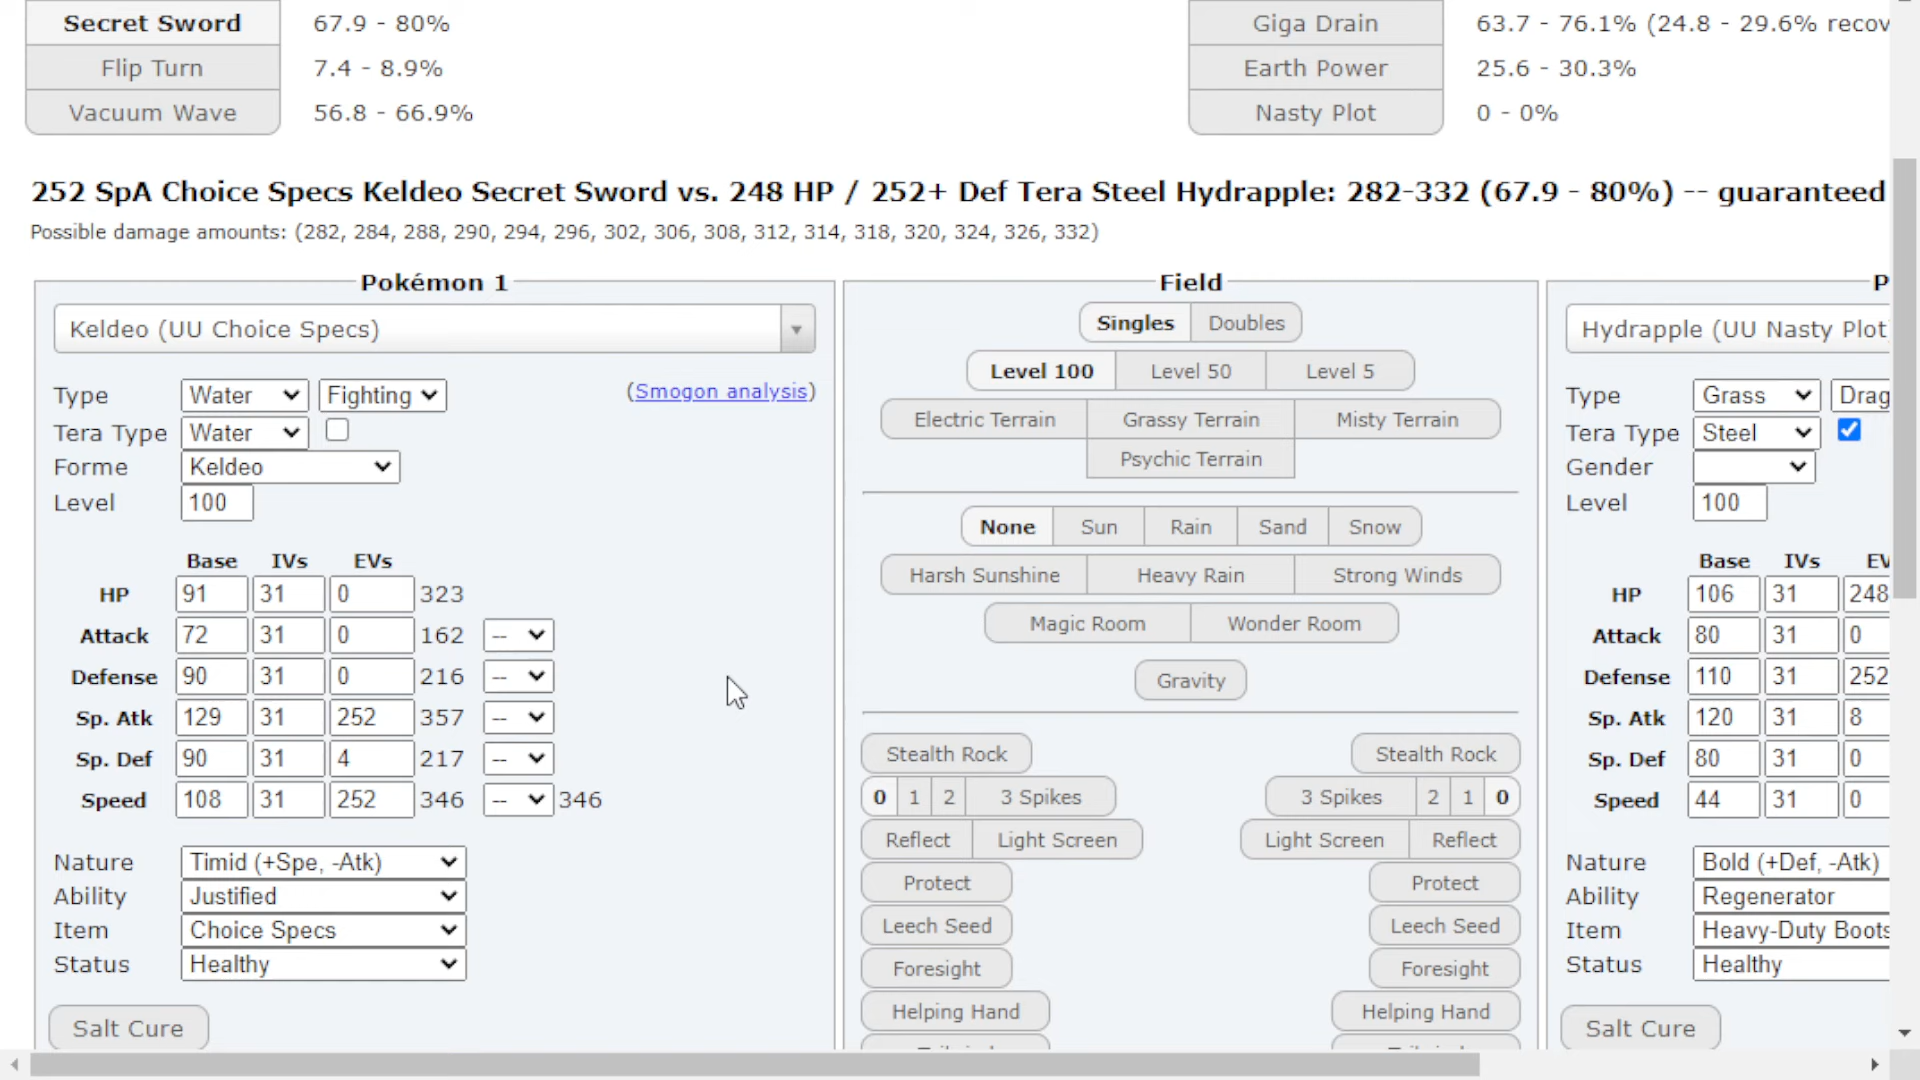 Secret Sword 67.9 - 80% Giga Drain 63.7 - 76.1% (24.8 - 29.6% recov
Flip Turn 7.4 - 8.9% Earth Power 25.6 - 30.3%
Vacuum Wave 56.8 - 66.9% Nasty Plot 0 - 0%
252 SpA Choice Specs Keldeo Secret Sword vs. 248 HP / 252+ Def Tera Steel Hydrapple: 282-332 (67.9 - 80%) -- guaranteed
Possible damage amounts: (282, 284, 288, 290, 294, 296, 302, 306, 308, 312, 314, 318, 320, 324, 326, 332)
Pokémon 1
Keldeo (UU Choice Specs)
Type Water Fighting (Smogon analysis)
Tera Type Water
Forme Keldeo
Level 100
Base IVs EVs
HP 91 31 0 323
Attack 72 31 0 162 --
Defense 90 31 0 216 --
Sp. Atk 129 31 252 357 --
Sp. Def 90 31 4 217 --
Speed 108 31 252 346 -- 346
Nature Timid (+Spe, -Atk)
Ability Justified
Item Choice Specs
Status Healthy
Salt Cure
Field
Singles Doubles
Level 100 Level 50 Level 5
Electric Terrain Grassy Terrain Misty Terrain
Psychic Terrain
None Sun Rain Sand Snow
Harsh Sunshine Heavy Rain Strong Winds
Magic Room Wonder Room
Gravity
Stealth Rock Stealth Rock
0 1 2 3 Spikes 3 Spikes 2 1 0
Reflect Light Screen Light Screen Reflect
Protect Protect
Leech Seed Leech Seed
Foresight Foresight
Helping Hand Helping Hand
P
Hydrapple (UU Nasty Plot)
Type Grass Drag
Tera Type Steel
Gender
Level 100
Base IVs EV
HP 106 31 248
Attack 80 31 0
Defense 110 31 252
Sp. Atk 120 31 8
Sp. Def 80 31 0
Speed 44 31 0
Nature Bold (+Def, -Atk)
Ability Regenerator
Item Heavy-Duty Boots
Status Healthy
Salt Cure